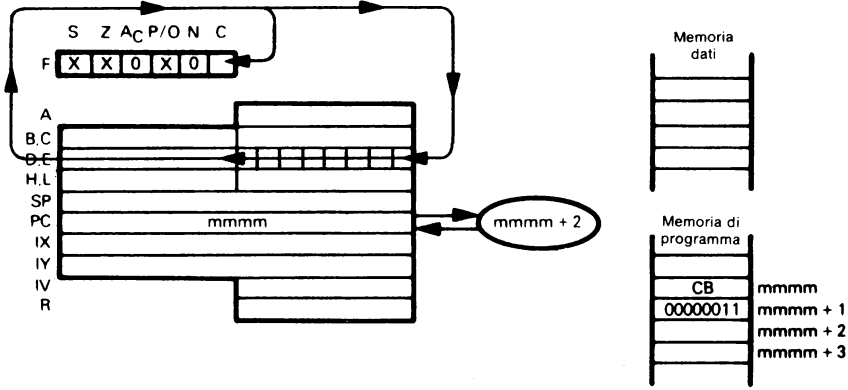 S Z AC P/O N C
F X X 0 X 0
A
B.C
D.E
H.L
SP
PC mmmm mmmm + 2
IX
IY
IV
R
Memoria
dati
Memoria di
programma
CB mmmm
00000011 mmmm + 1
mmmm + 2
mmmm + 3